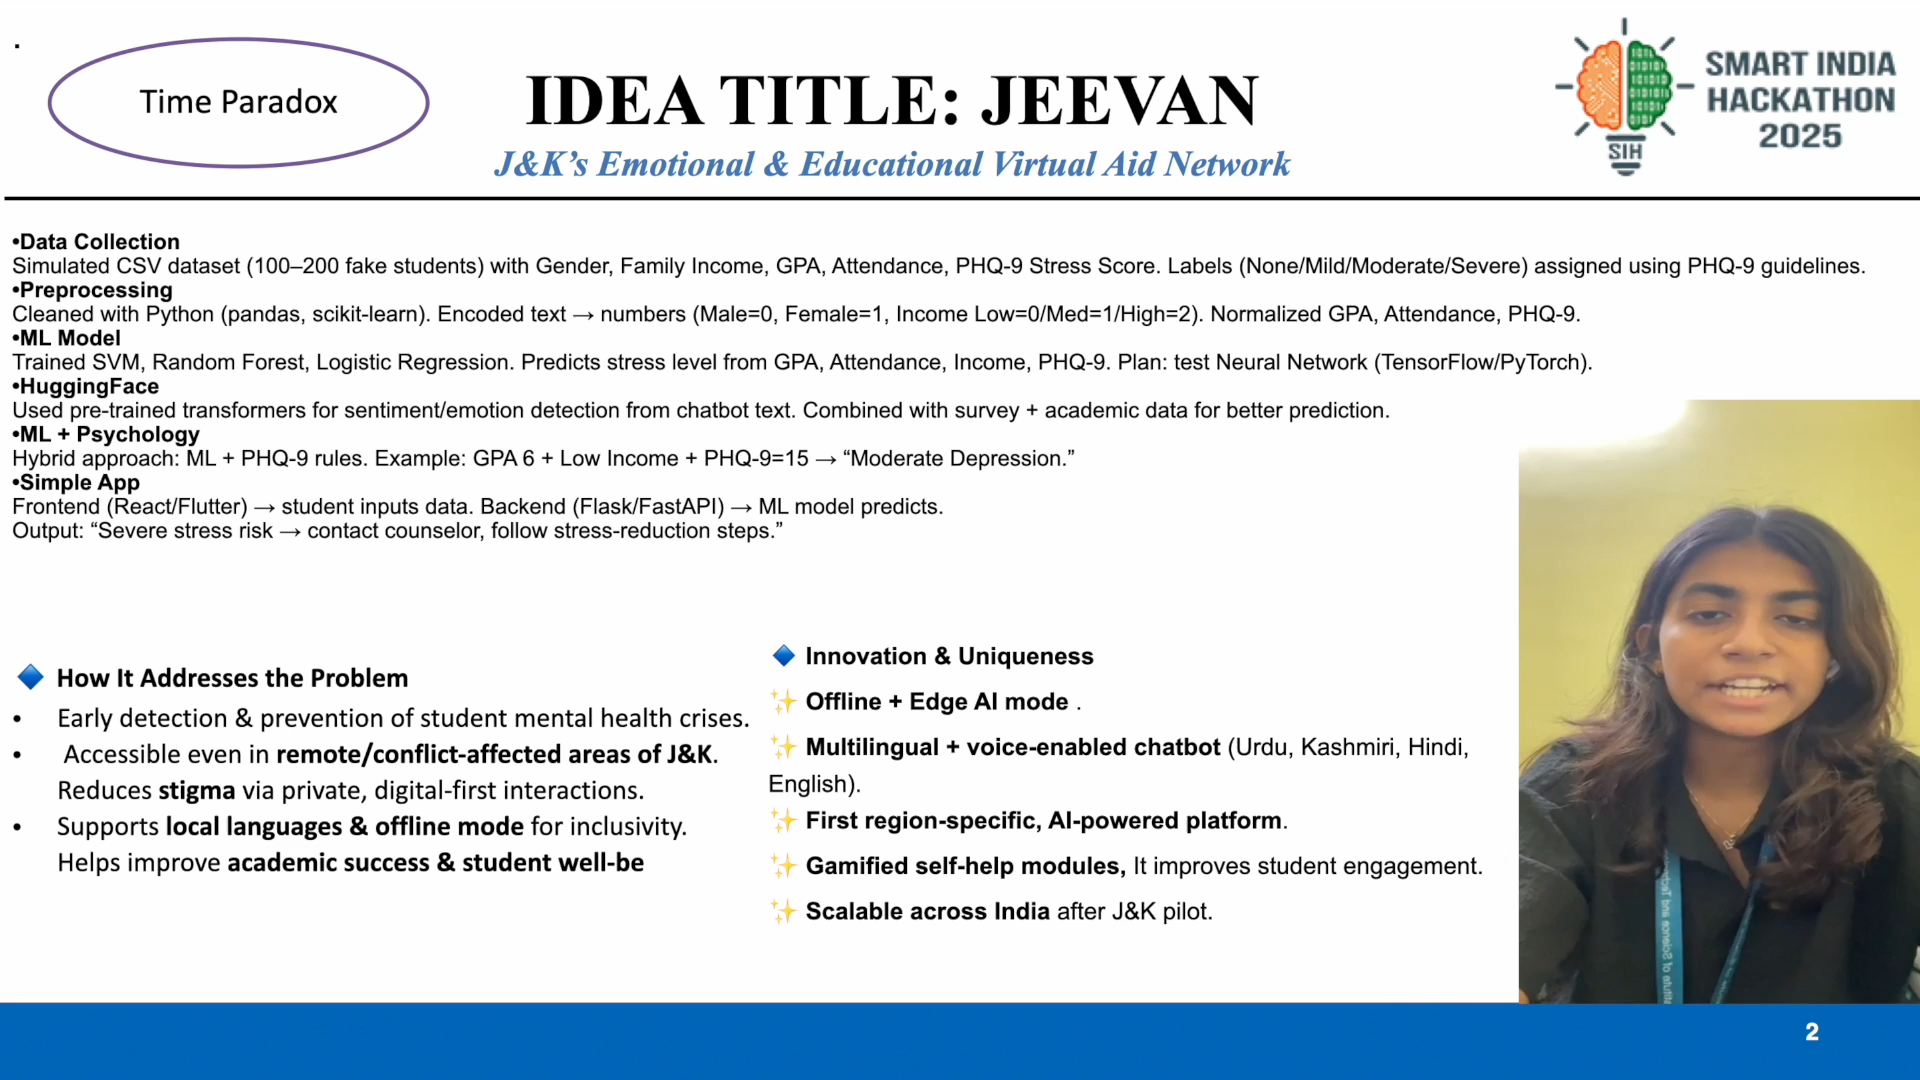 .
Time Paradox
IDEA TITLE: JEEVAN
J&K’s Emotional & Educational Virtual Aid Network
SMART INDIA
HACKATHON
2025
SIH
•Data Collection
Simulated CSV dataset (100–200 fake students) with Gender, Family Income, GPA, Attendance, PHQ-9 Stress Score. Labels (None/Mild/Moderate/Severe) assigned using PHQ-9 guidelines.
•Preprocessing
Cleaned with Python (pandas, scikit-learn). Encoded text → numbers (Male=0, Female=1, Income Low=0/Med=1/High=2). Normalized GPA, Attendance, PHQ-9.
•ML Model
Trained SVM, Random Forest, Logistic Regression. Predicts stress level from GPA, Attendance, Income, PHQ-9. Plan: test Neural Network (TensorFlow/PyTorch).
•HuggingFace
Used pre-trained transformers for sentiment/emotion detection from chatbot text. Combined with survey + academic data for better prediction.
•ML + Psychology
Hybrid approach: ML + PHQ-9 rules. Example: GPA 6 + Low Income + PHQ-9=15 → “Moderate Depression.”
•Simple App
Frontend (React/Flutter) → student inputs data. Backend (Flask/FastAPI) → ML model predicts.
Output: “Severe stress risk → contact counselor, follow stress-reduction steps.”
🔷 How It Addresses the Problem
• Early detection & prevention of student mental health crises.
• Accessible even in remote/conflict-affected areas of J&K.
Reduces stigma via private, digital-first interactions.
• Supports local languages & offline mode for inclusivity.
Helps improve academic success & student well-be
🔷 Innovation & Uniqueness
✨ Offline + Edge AI mode .
✨ Multilingual + voice-enabled chatbot (Urdu, Kashmiri, Hindi,
English).
✨ First region-specific, AI-powered platform.
✨ Gamified self-help modules, It improves student engagement.
✨ Scalable across India after J&K pilot.
2